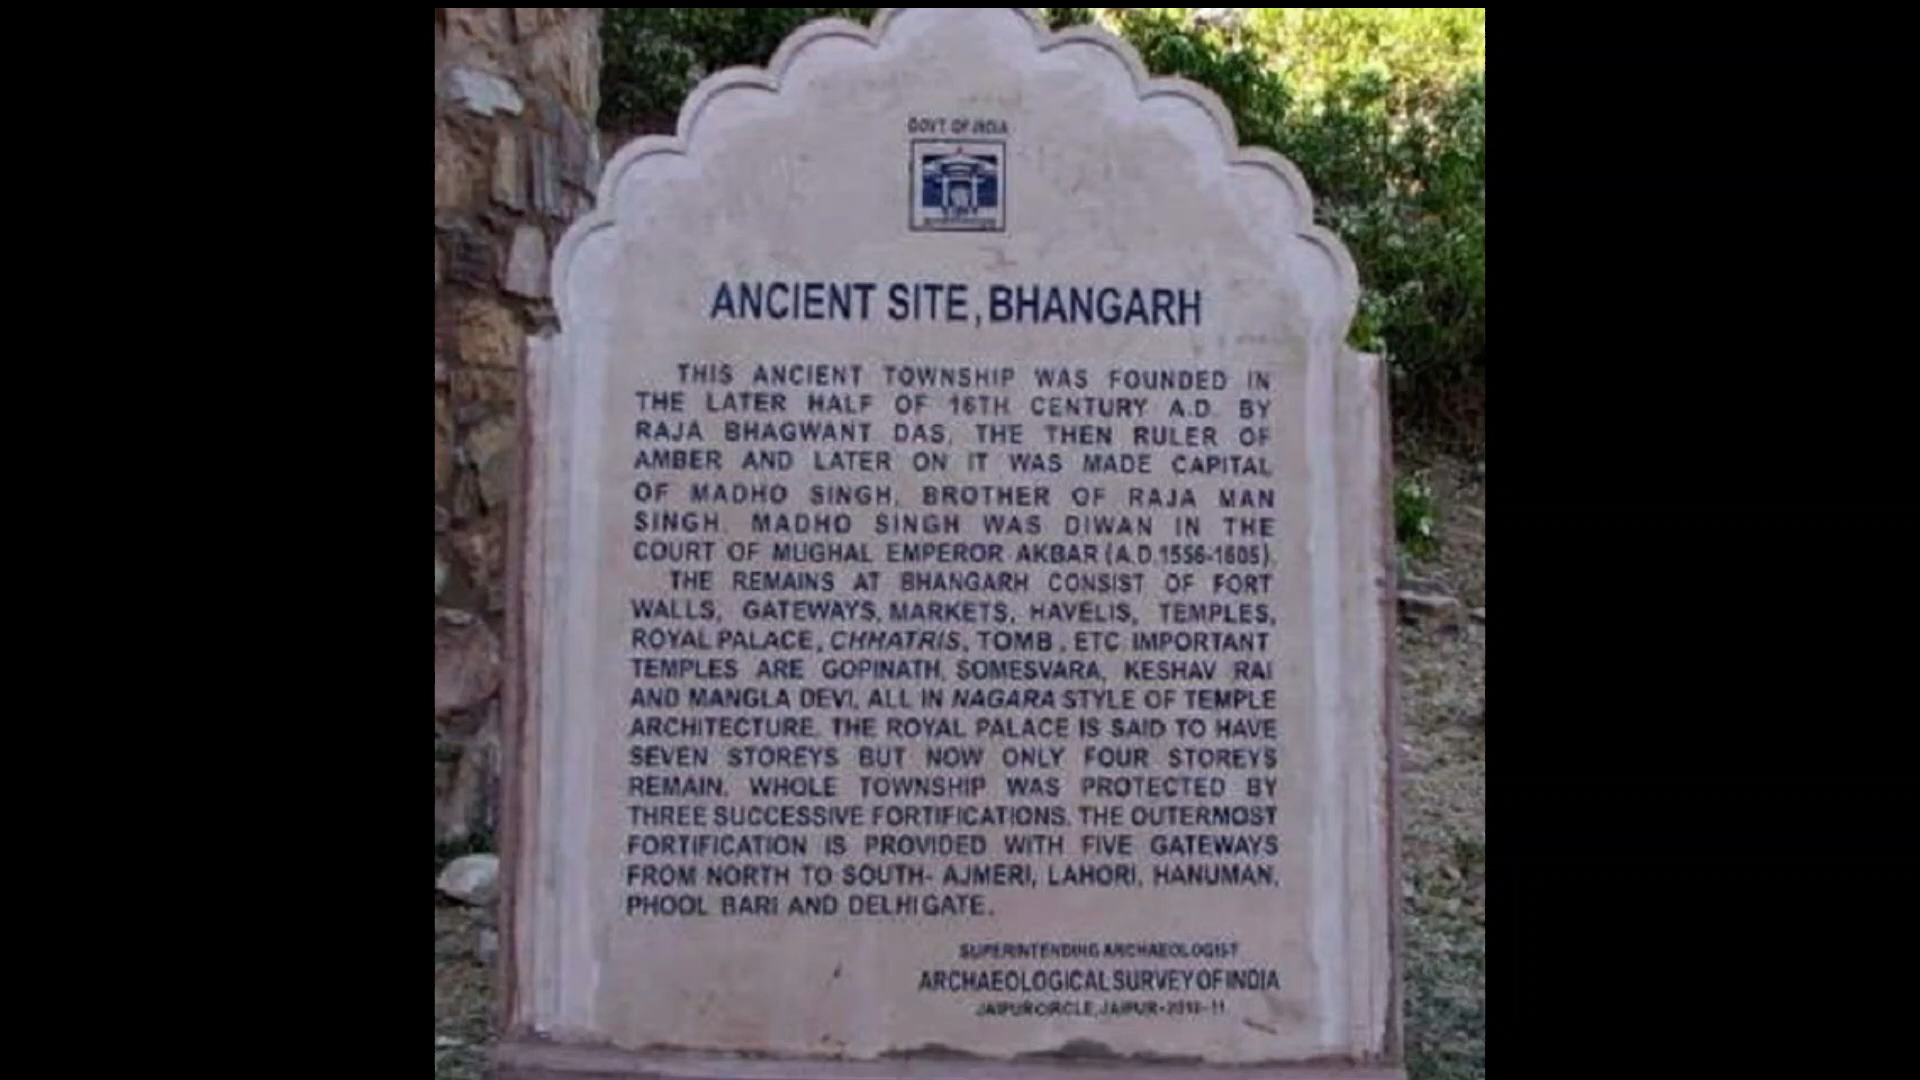 GOVT. OF INDIA
ANCIENT SITE, BHANGARH
THIS ANCIENT TOWNSHIP WAS FOUNDED IN
THE LATER HALF OF 16TH CENTURY A.D. BY
RAJA BHAGWANT DAS, THE THEN RULER OF
AMBER AND LATER ON IT WAS MADE CAPITAL
OF MADHO SINGH, BROTHER OF RAJA MAN
SINGH. MADHO SINGH WAS DIWAN IN THE
COURT OF MUGHAL EMPEROR AKBAR (A.D.1556-1605).
THE REMAINS AT BHANGARH CONSIST OF FORT
WALLS, GATEWAYS, MARKETS, HAVELIS, TEMPLES,
ROYAL PALACE, CHHATRIS, TOMB, ETC IMPORTANT
TEMPLES ARE GOPINATH, SOMESVARA, KESHAV RAI
AND MANGLA DEVI, ALL IN NAGARA STYLE OF TEMPLE
ARCHITECTURE. THE ROYAL PALACE IS SAID TO HAVE
SEVEN STOREYS BUT NOW ONLY FOUR STOREYS
REMAIN. WHOLE TOWNSHIP WAS PROTECTED BY
THREE SUCCESSIVE FORTIFICATIONS. THE OUTERMOST
FORTIFICATION IS PROVIDED WITH FIVE GATEWAYS
FROM NORTH TO SOUTH- AJMERI, LAHORI, HANUMAN,
PHOOL BARI AND DELHI GATE.
SUPERINTENDING ARCHAEOLOGIST
ARCHAEOLOGICAL SURVEY OF INDIA
JAIPUR CIRCLE, JAIPUR-2010-11